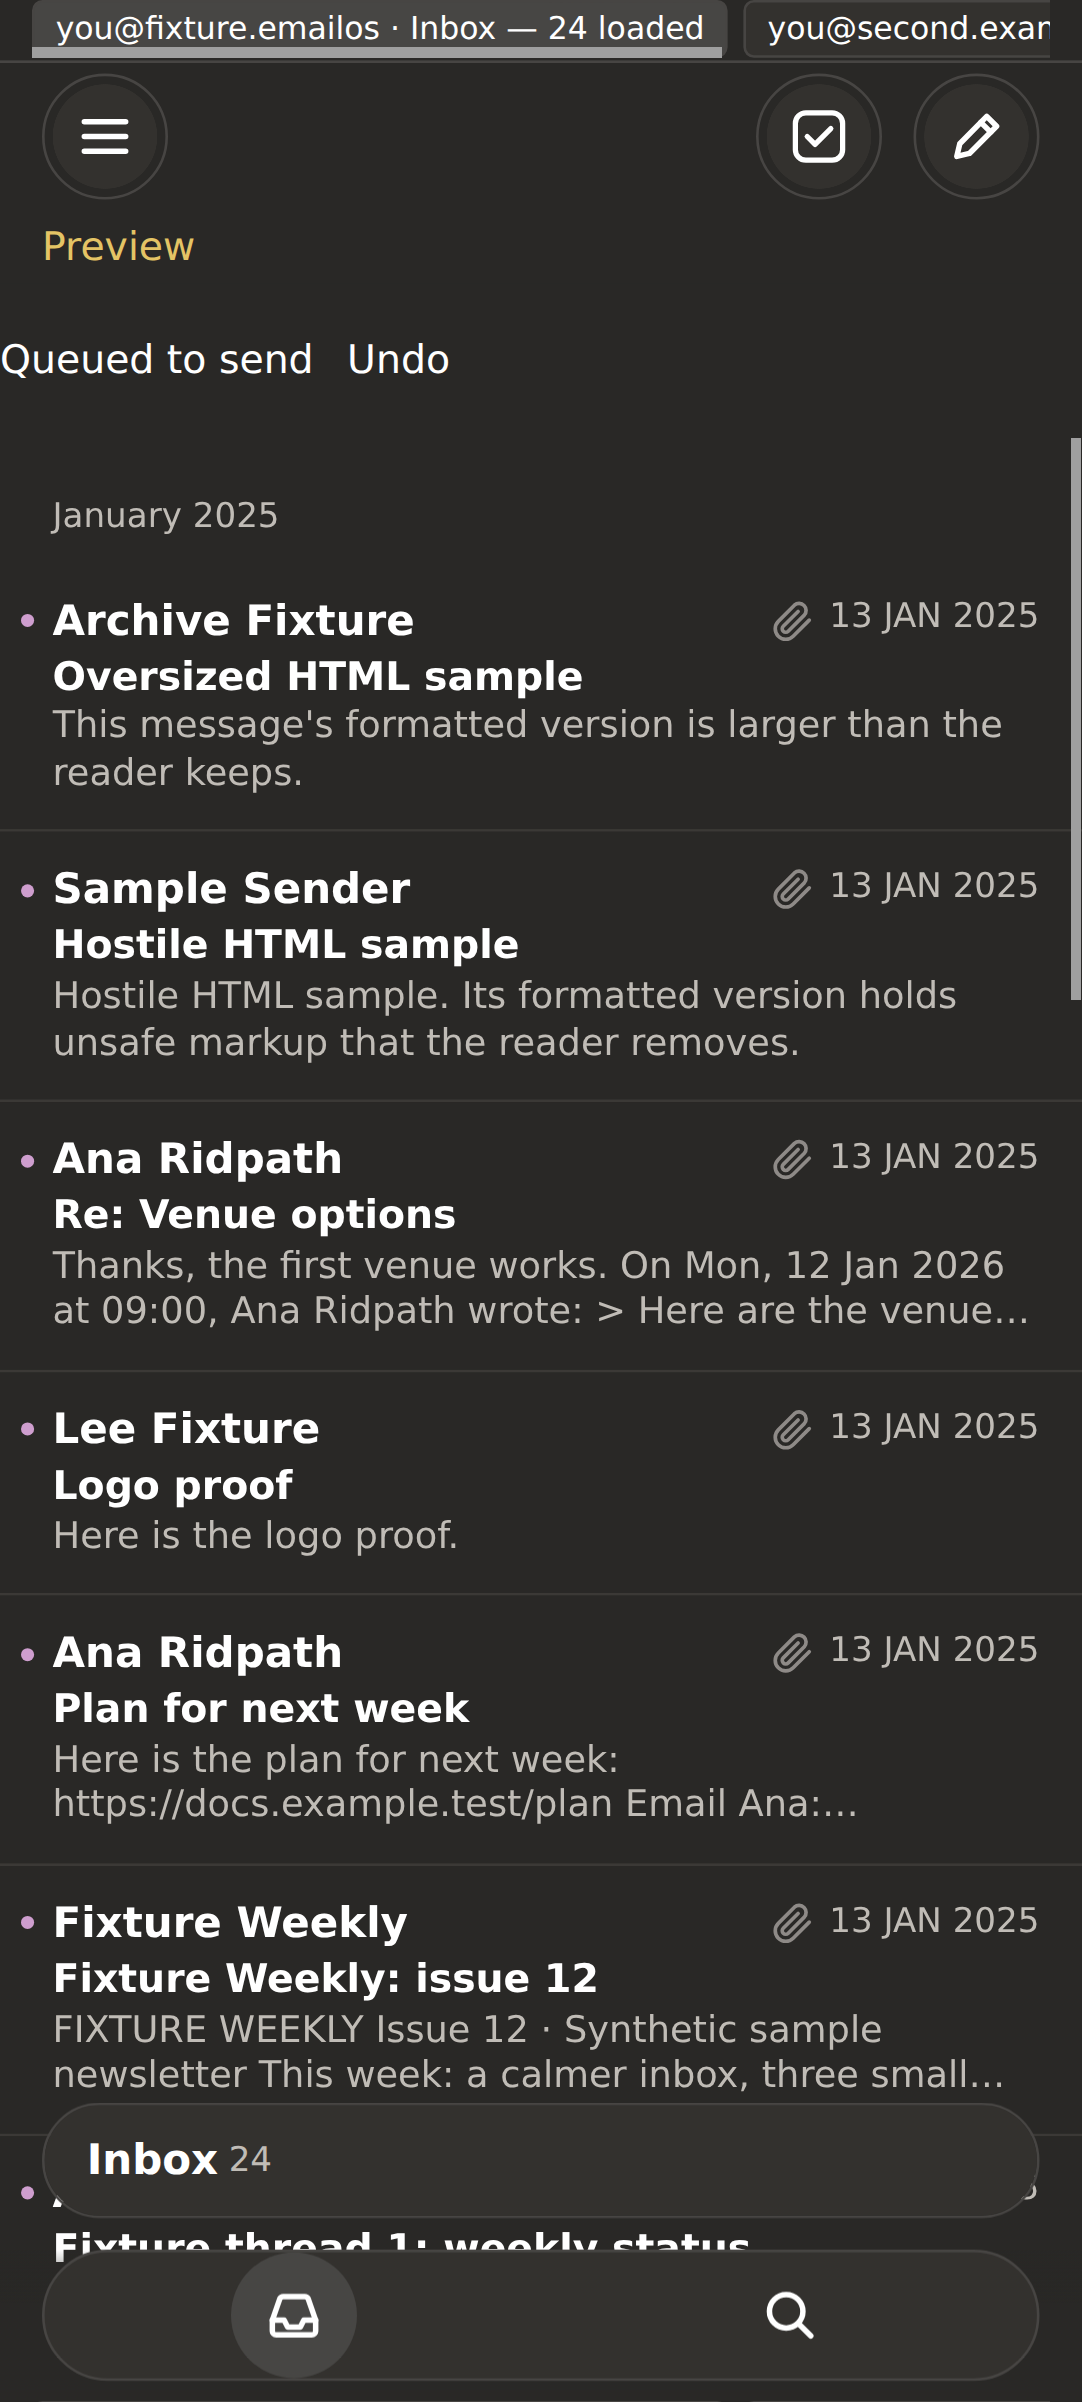 you@fixture.emailos · Inbox — 24 loaded
you@second.exam
Preview
Queued to send Undo
January 2025
Archive Fixture 13 JAN 2025
Oversized HTML sample
This message's formatted version is larger than the
reader keeps.
Sample Sender 13 JAN 2025
Hostile HTML sample
Hostile HTML sample. Its formatted version holds
unsafe markup that the reader removes.
Ana Ridpath 13 JAN 2025
Re: Venue options
Thanks, the first venue works. On Mon, 12 Jan 2026
at 09:00, Ana Ridpath wrote: > Here are the venue…
Lee Fixture 13 JAN 2025
Logo proof
Here is the logo proof.
Ana Ridpath 13 JAN 2025
Plan for next week
Here is the plan for next week:
https://docs.example.test/plan Email Ana:…
Fixture Weekly 13 JAN 2025
Fixture Weekly: issue 12
FIXTURE WEEKLY Issue 12 · Synthetic sample
newsletter This week: a calmer inbox, three small…
Inbox 24
Fixture thread 1: weekly status